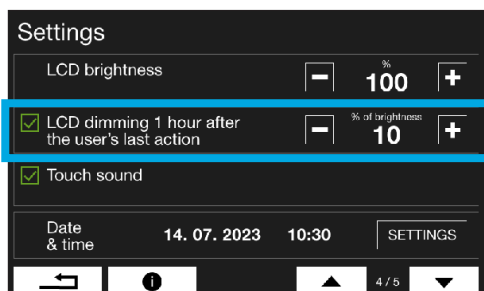 Settings
LCD brightness
%
− 100 +
LCD dimming 1 hour after
the user's last action
% of brightness
− 10 +
Touch sound
Date
& time
14. 07. 2023 10:30 SETTINGS
4 / 5